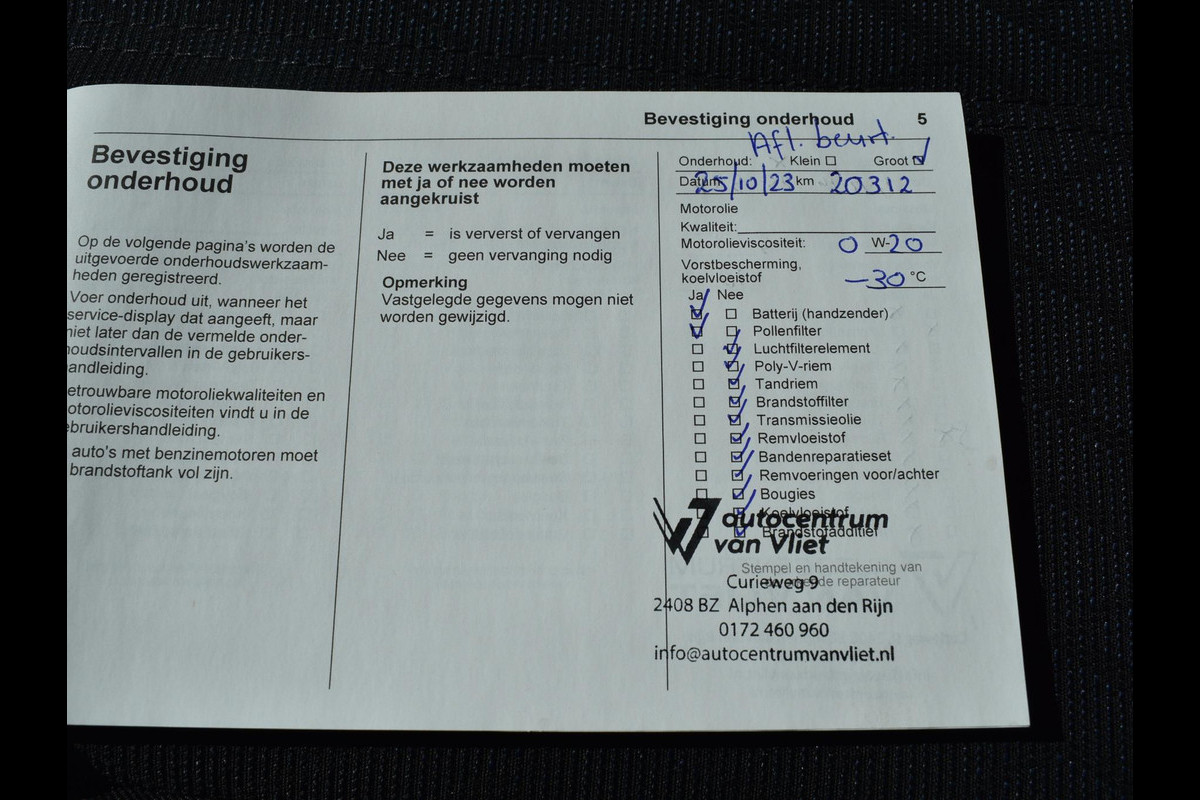 Bevestiging onderhoud 5
Bevestiging
onderhoud
Op de volgende pagina's worden de
uitgevoerde onderhoudswerkzaam-
heden geregistreerd.
Voer onderhoud uit, wanneer het
service-display dat aangeeft, maar
niet later dan de vermelde onder-
houdsintervallen in de gebruikers-
andleiding.
etrouwbare motoroliekwaliteiten en
otorolieviscositeiten vindt u in de
ebruikershandleiding.
auto's met benzinemotoren moet
brandstoftank vol zijn.
Deze werkzaamheden moeten
met ja of nee worden
aangekruist
Ja = is ververst of vervangen
Nee = geen vervanging nodig
Opmerking
Vastgelegde gegevens mogen niet
worden gewijzigd.
Afl. beurt.
Onderhoud: Klein Groot
Datum 25/10/23 km 20312
Motorolie
Kwaliteit:
Motorolieviscositeit: 0 W-20
Vorstbescherming,
koelvloeistof -30 °C
Ja Nee
Batterij (handzender)
Pollenfilter
Luchtfilterelement
Poly-V-riem
Tandriem
Brandstoffilter
Transmissieolie
Remvloeistof
Bandenreparatieset
Remvoeringen voor/achter
Bougies
Koelvloeistof
Brandstofadditief
autocentrum
van Vliet
Stempel en handtekening van
de reparateur
Curieweg 9
2408 BZ Alphen aan den Rijn
0172 460 960
info@autocentrumvanvliet.nl